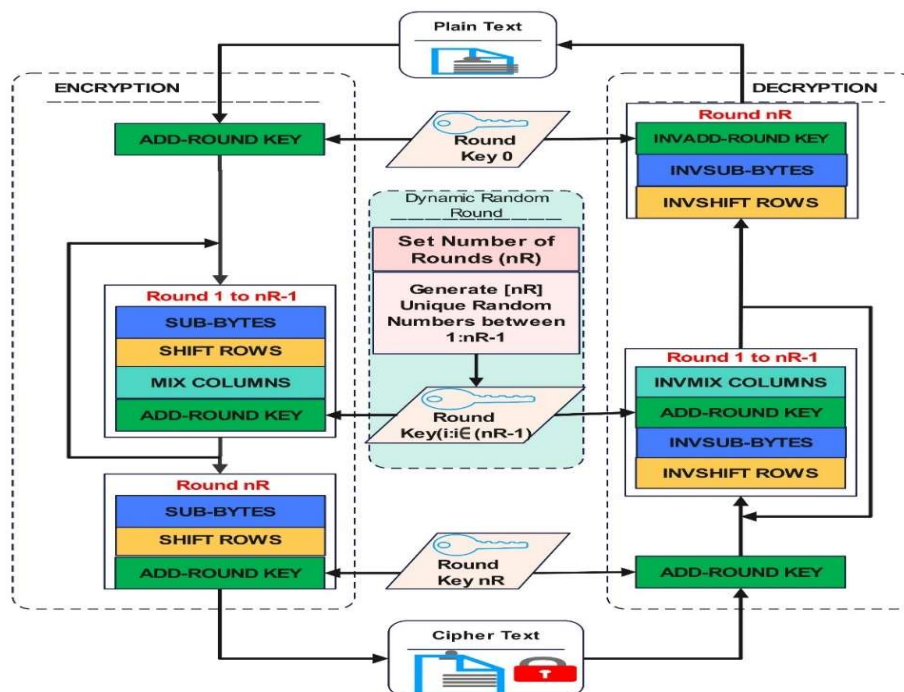 Plain Text
ENCRYPTION
ADD-ROUND KEY
Round 1 to nR-1
SUB-BYTES
SHIFT ROWS
MIX COLUMNS
ADD-ROUND KEY
Round nR
SUB-BYTES
SHIFT ROWS
ADD-ROUND KEY
Round
Key 0
Dynamic Random
Round
Set Number of
Rounds (nR)
Generate [nR]
Unique Random
Numbers between
1:nR-1
Round
Key(i:i∈(nR-1)
Round
Key nR
DECRYPTION
Round nR
INVADD-ROUND KEY
INVSUB-BYTES
INVSHIFT ROWS
Round 1 to nR-1
INVMIX COLUMNS
ADD-ROUND KEY
INVSUB-BYTES
INVSHIFT ROWS
ADD-ROUND KEY
Cipher Text